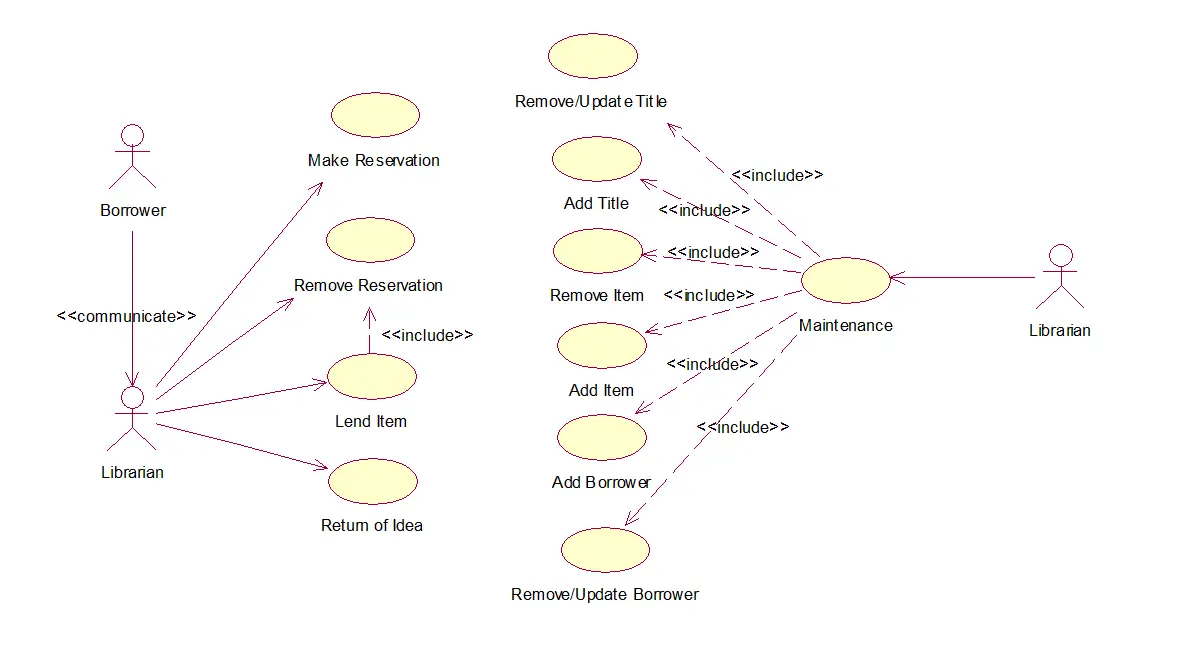 Remove/Update Title
Make Reservation
<<include>>
Borrower
Add Title
<<include>>
<<include>>
Remove Reservation
Remove Item
<<include>>
<<communicate>>
<<include>>
Maintenance
Librarian
<<include>>
Add Item
Lend Item
<<include>>
Librarian
Add Borrower
Return of Idea
Remove/Update Borrower